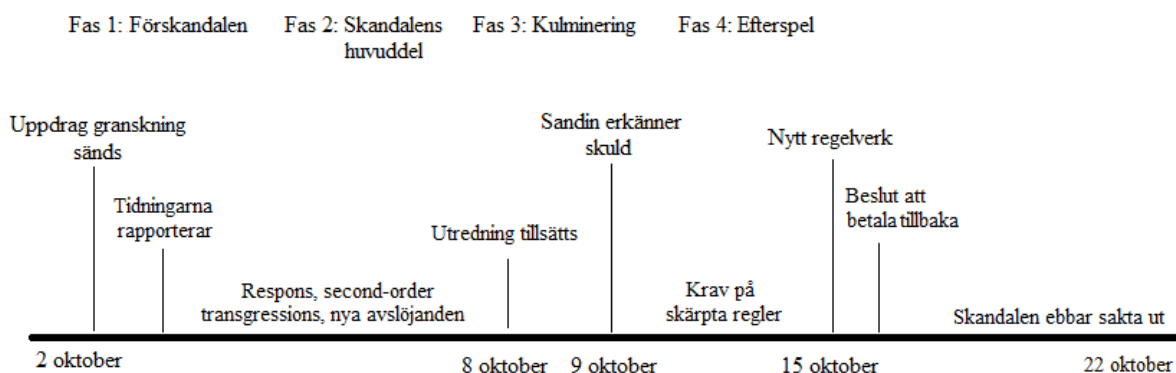 Fas 1: Förskandalen
Fas 2: Skandalens
huvuddel
Fas 3: Kulminering
Fas 4: Efterspel
Uppdrag granskning
sänds
Tidningarna
rapporterar
Respons, second-order
transgressions, nya avslöjanden
Utredning tillsätts
Sandin erkänner
skuld
Krav på
skärpta regler
Nytt regelverk
Beslut att
betala tillbaka
Skandalen ebbar sakta ut
2 oktober
8 oktober
9 oktober
15 oktober
22 oktober